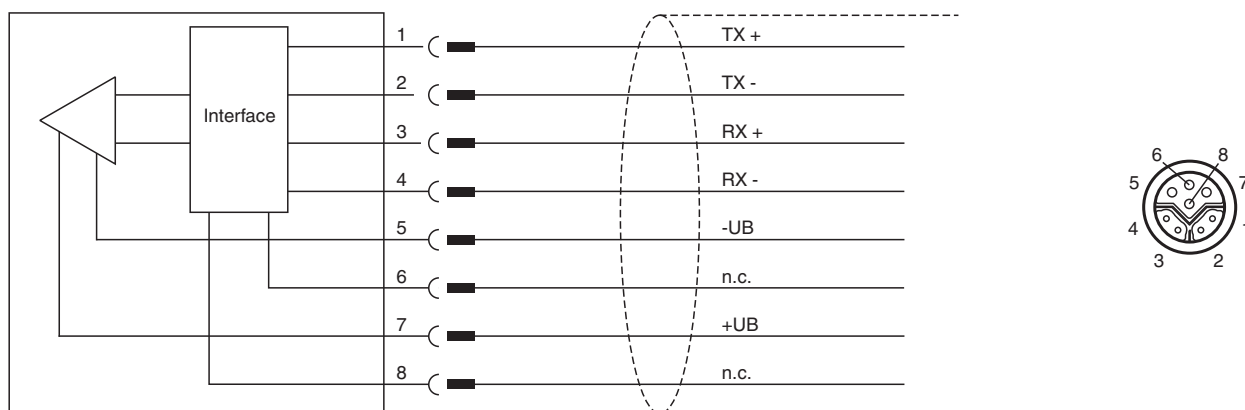 1 TX +
2 TX -
Interface
3 RX +
4 RX -
5 -UB
6 n.c.
7 +UB
8 n.c.
6 8
5 7
4 1
3 2